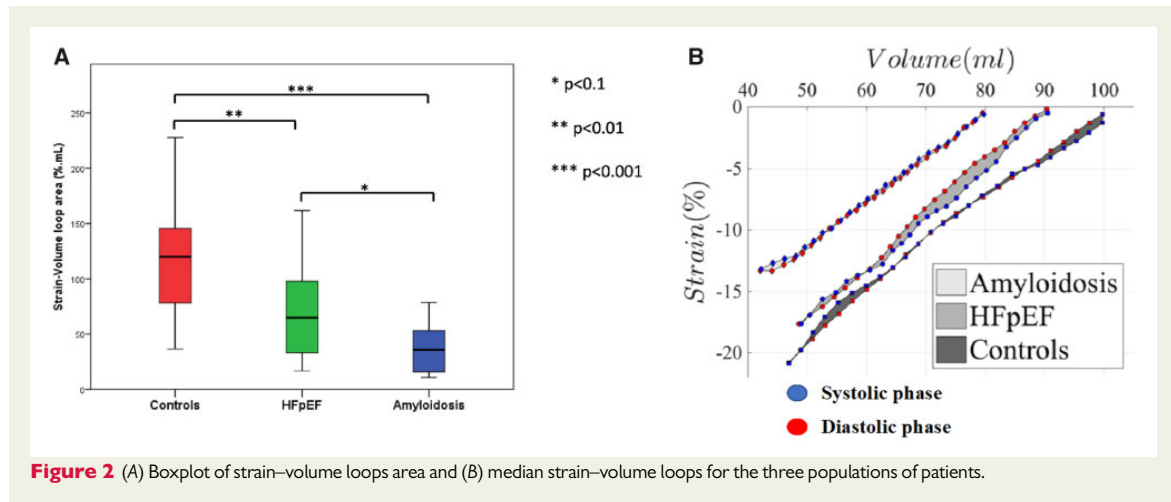 A
Strain-Volume loop area (%.mL)
250
200
150
100
50
0
***
**
*
Controls
HFpEF
Amyloidosis
* p<0.1
** p<0.01
*** p<0.001
B
Volume(ml)
40 50 60 70 80 90 100
Strain(%)
0
-5
-10
-15
-20
Amyloidosis
HFpEF
Controls
Systolic phase
Diastolic phase
Figure 2 (A) Boxplot of strain–volume loops area and (B) median strain–volume loops for the three populations of patients.